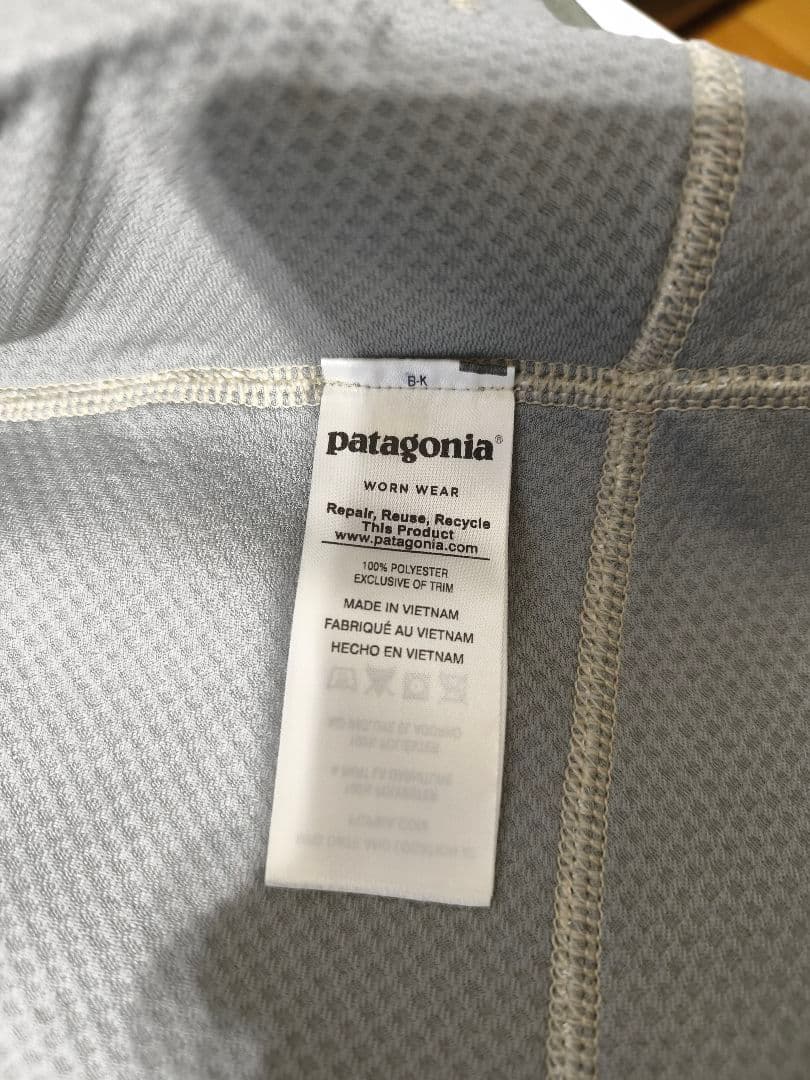 B-K
patagonia®
WORN WEAR
Repair, Reuse, Recycle
This Product
www.patagonia.com
100% POLYESTER
EXCLUSIVE OF TRIM
MADE IN VIETNAM
FABRIQUÉ AU VIETNAM
HECHO EN VIETNAM